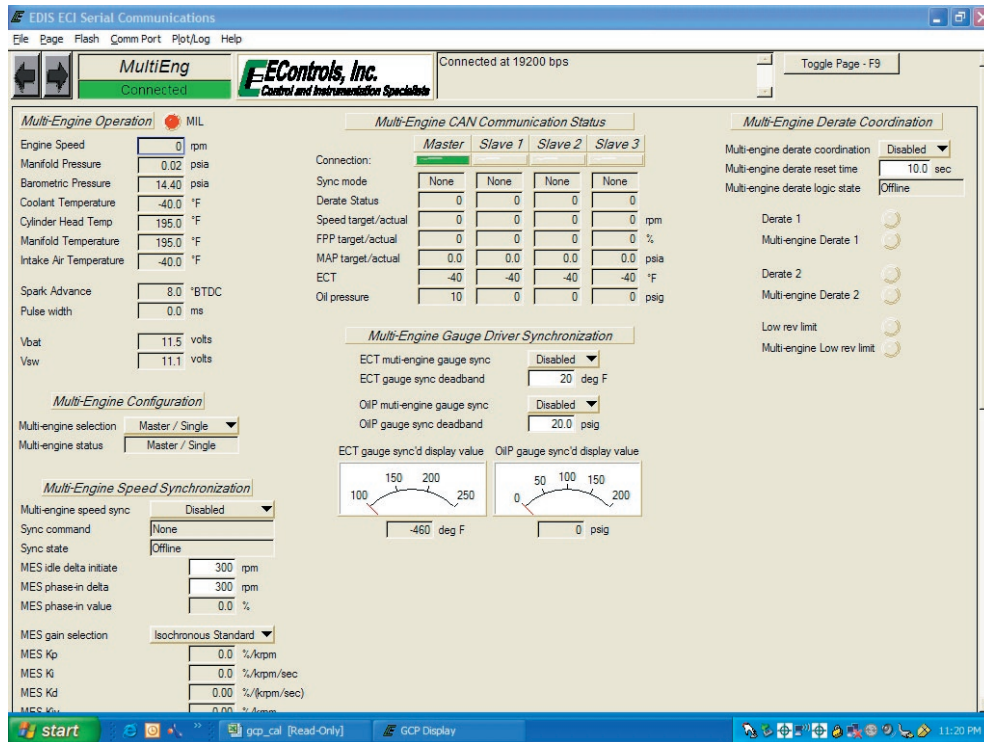 EDIS ECI Serial Communications
File Page Flash Comm Port Plot/Log Help
MultiEng
Connected
EControls, Inc.
Control and Instrumentation Specialists
Connected at 19200 bps
Toggle Page - F9
Multi-Engine Operation MIL
Engine Speed 0 rpm
Manifold Pressure 0.02 psia
Barometric Pressure 14.40 psia
Coolant Temperature -40.0 °F
Cylinder Head Temp 195.0 °F
Manifold Temperature 195.0 °F
Intake Air Temperature -40.0 °F
Spark Advance 8.0 °BTDC
Pulse width 0.0 ms
Vbat 11.5 volts
Vsw 11.1 volts
Multi-Engine Configuration
Multi-engine selection Master / Single
Multi-engine status Master / Single
Multi-Engine Speed Synchronization
Multi-engine speed sync Disabled
Sync command None
Sync state Offline
MES idle delta initiate 300 rpm
MES phase-in delta 300 rpm
MES phase-in value 0.0 %
MES gain selection Isochronous Standard
MES Kp 0.0 %/krpm
MES Ki 0.0 %/krpm/sec
MES Kd 0.00 %/(krpm/sec)
MES Kiv 0.00 %/krpm
Multi-Engine CAN Communication Status
Master Slave 1 Slave 2 Slave 3
Connection:
Sync mode None None None None
Derate Status 0 0 0 0
Speed target/actual 0 0 0 0 rpm
FPP target/actual 0 0 0 0 %
MAP target/actual 0.0 0.0 0.0 0.0 psia
ECT -40 -40 -40 -40 °F
Oil pressure 10 0 0 0 psig
Multi-Engine Gauge Driver Synchronization
ECT muti-engine gauge sync Disabled
ECT gauge sync deadband 20 deg F
OilP muti-engine gauge sync Disabled
OilP gauge sync deadband 20.0 psig
ECT gauge sync'd display value OilP gauge sync'd display value
100 150 200 250
0 50 100 150 200
-460 deg F 0 psig
Multi-Engine Derate Coordination
Multi-engine derate coordination Disabled
Multi-engine derate reset time 10.0 sec
Multi-engine derate logic state Offline
Derate 1
Multi-engine Derate 1
Derate 2
Multi-engine Derate 2
Low rev limit
Multi-engine Low rev limit
start gcp_cal [Read-Only] GCP Display 11:20 PM